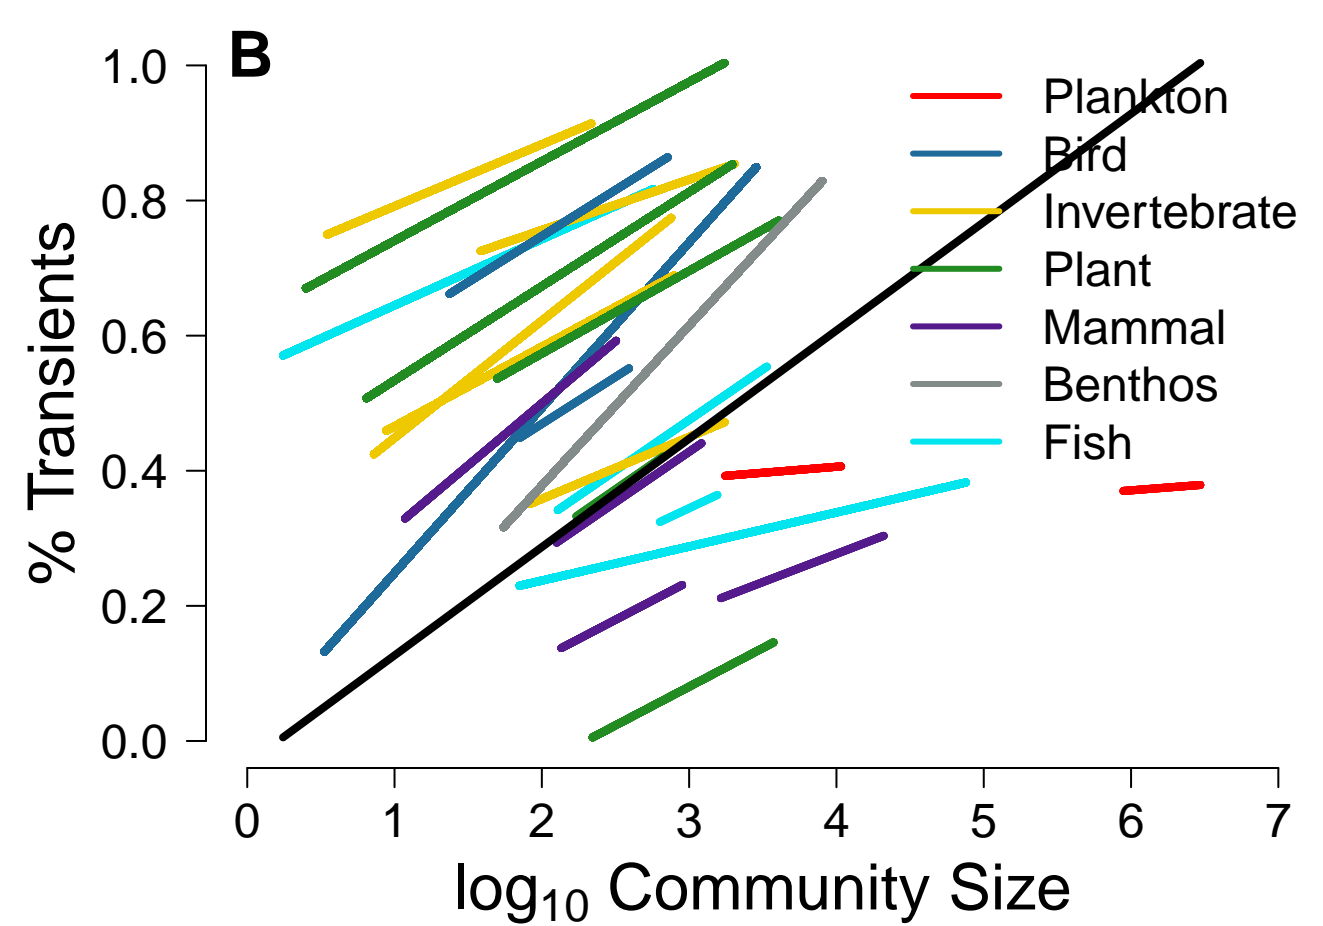 B
% Transients
1.0
0.8
0.6
0.4
0.2
0.0
Plankton
Bird
Invertebrate
Plant
Mammal
Benthos
Fish
0 1 2 3 4 5 6 7
log10 Community Size